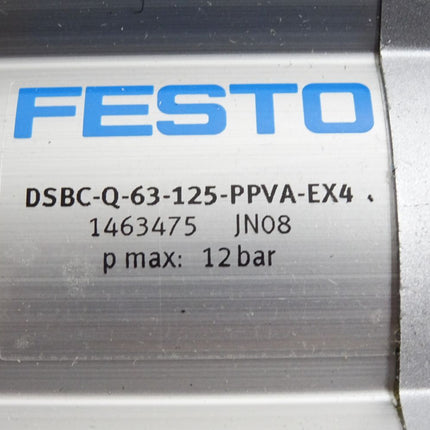 FESTO
DSBC-Q-63-125-PPVA-EX4
1463475 JN08
p max: 12 bar